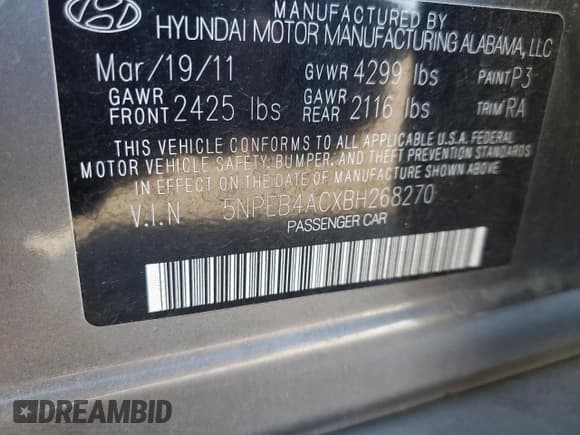 MANUFACTURED BY
HYUNDAI MOTOR MANUFACTURING ALABAMA, LLC
Mar/19/11 GVWR 4299 lbs PAINT P3
GAWR FRONT 2425 lbs GAWR REAR 2116 lbs TRIM RA
THIS VEHICLE CONFORMS TO ALL APPLICABLE U.S.A. FEDERAL
MOTOR VEHICLE SAFETY, BUMPER, AND THEFT PREVENTION STANDARDS
IN EFFECT ON THE DATE OF MANUFACTURE SHOWN ABOVE.
V.I.N 5NPEB4ACXBH268270
PASSENGER CAR
DREAMBID